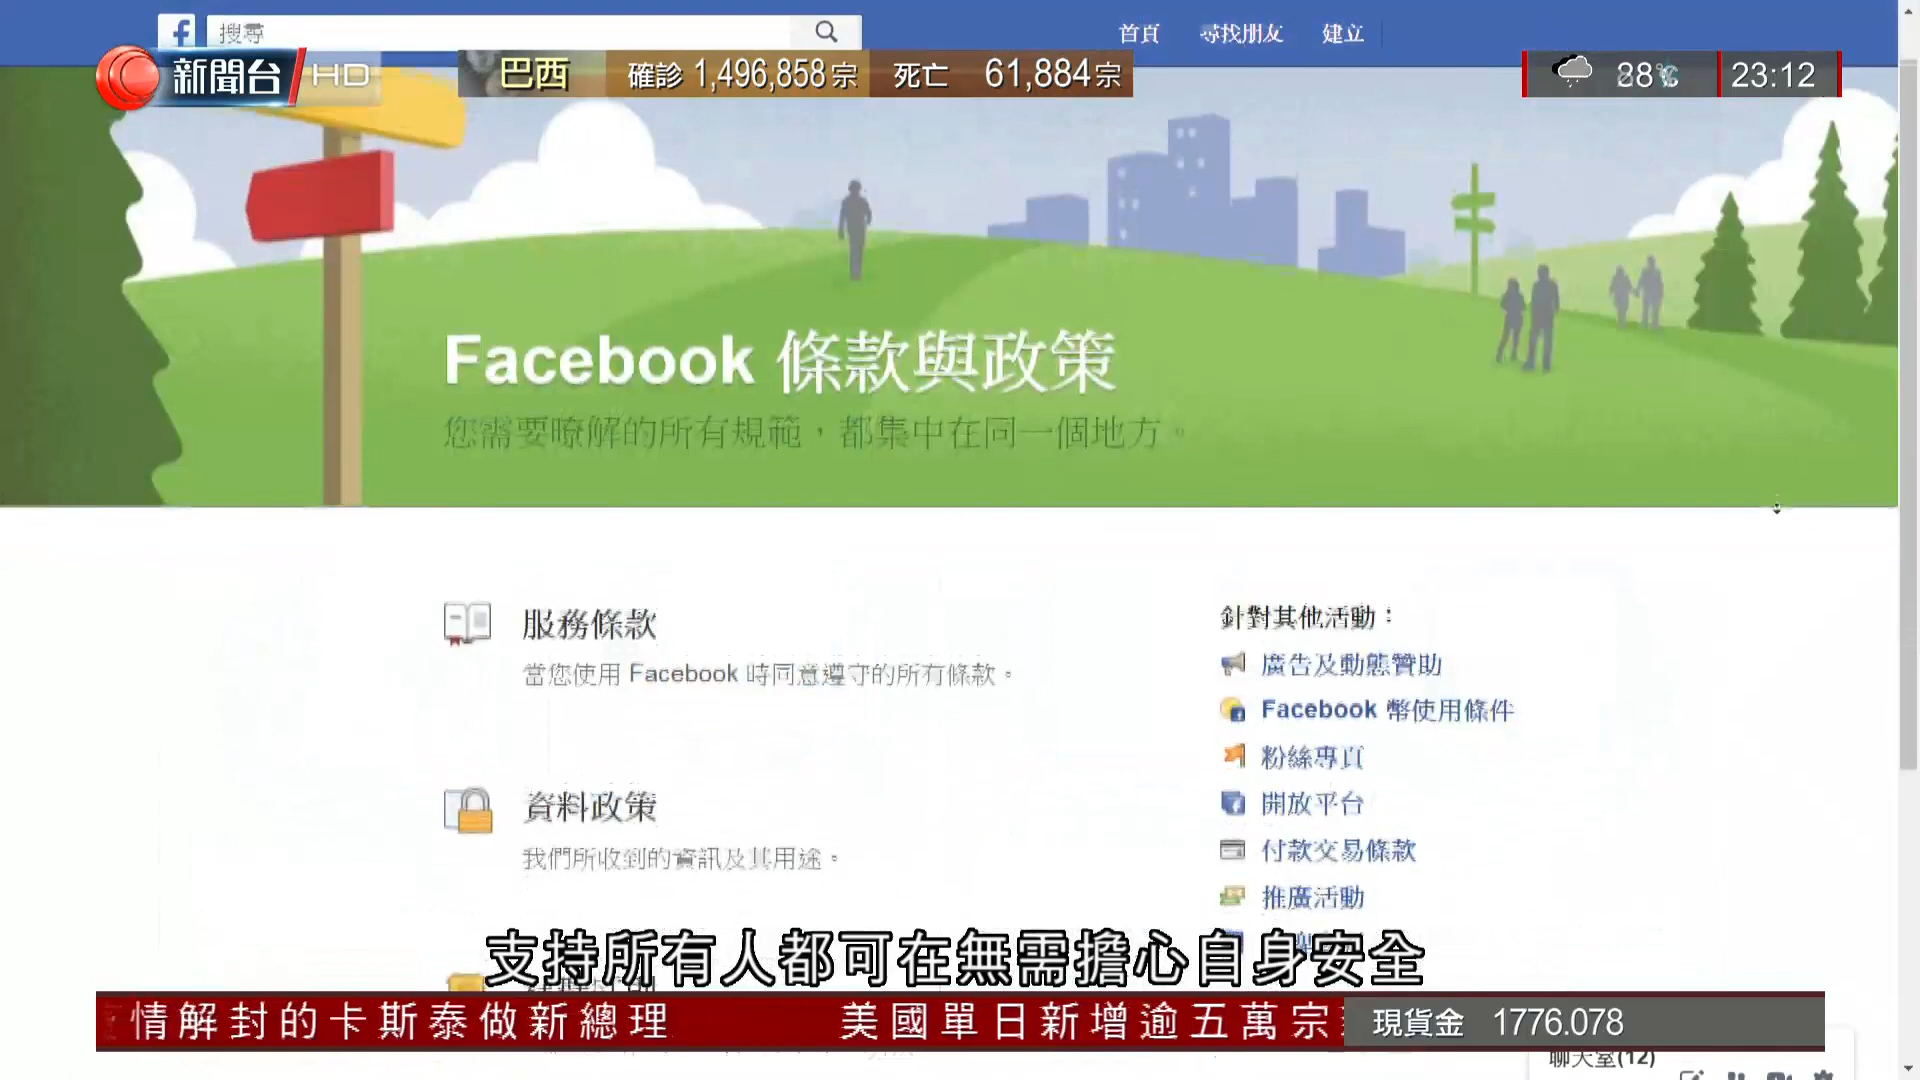 搜尋
首頁 尋找朋友 建立
新聞台 HD
巴西 確診 1,496,858宗 死亡 61,884宗
23:12
Facebook 條款與政策
您需要瞭解的所有規範，都集中在同一個地方。
服務條款
當您使用 Facebook 時同意遵守的所有條款。
資料政策
我們所收到的資訊及其用途。
針對其他活動：
廣告及動態贊助
Facebook 幣使用條件
粉絲專頁
開放平台
付款交易條款
推廣活動
支持所有人都可在無需擔心自身安全
情解封的卡斯泰做新總理 美國單日新增逾五萬宗
現貨金 1776.078
聊天室(12)